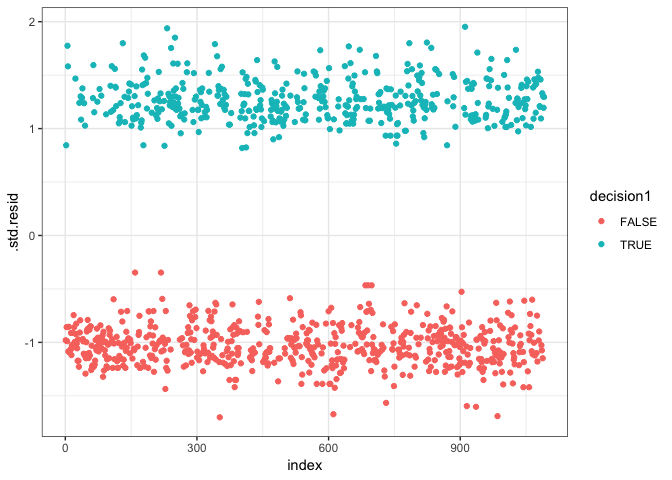 2
1
0
-1
.std.resid
0
300
600
900
index
decision1
FALSE
TRUE